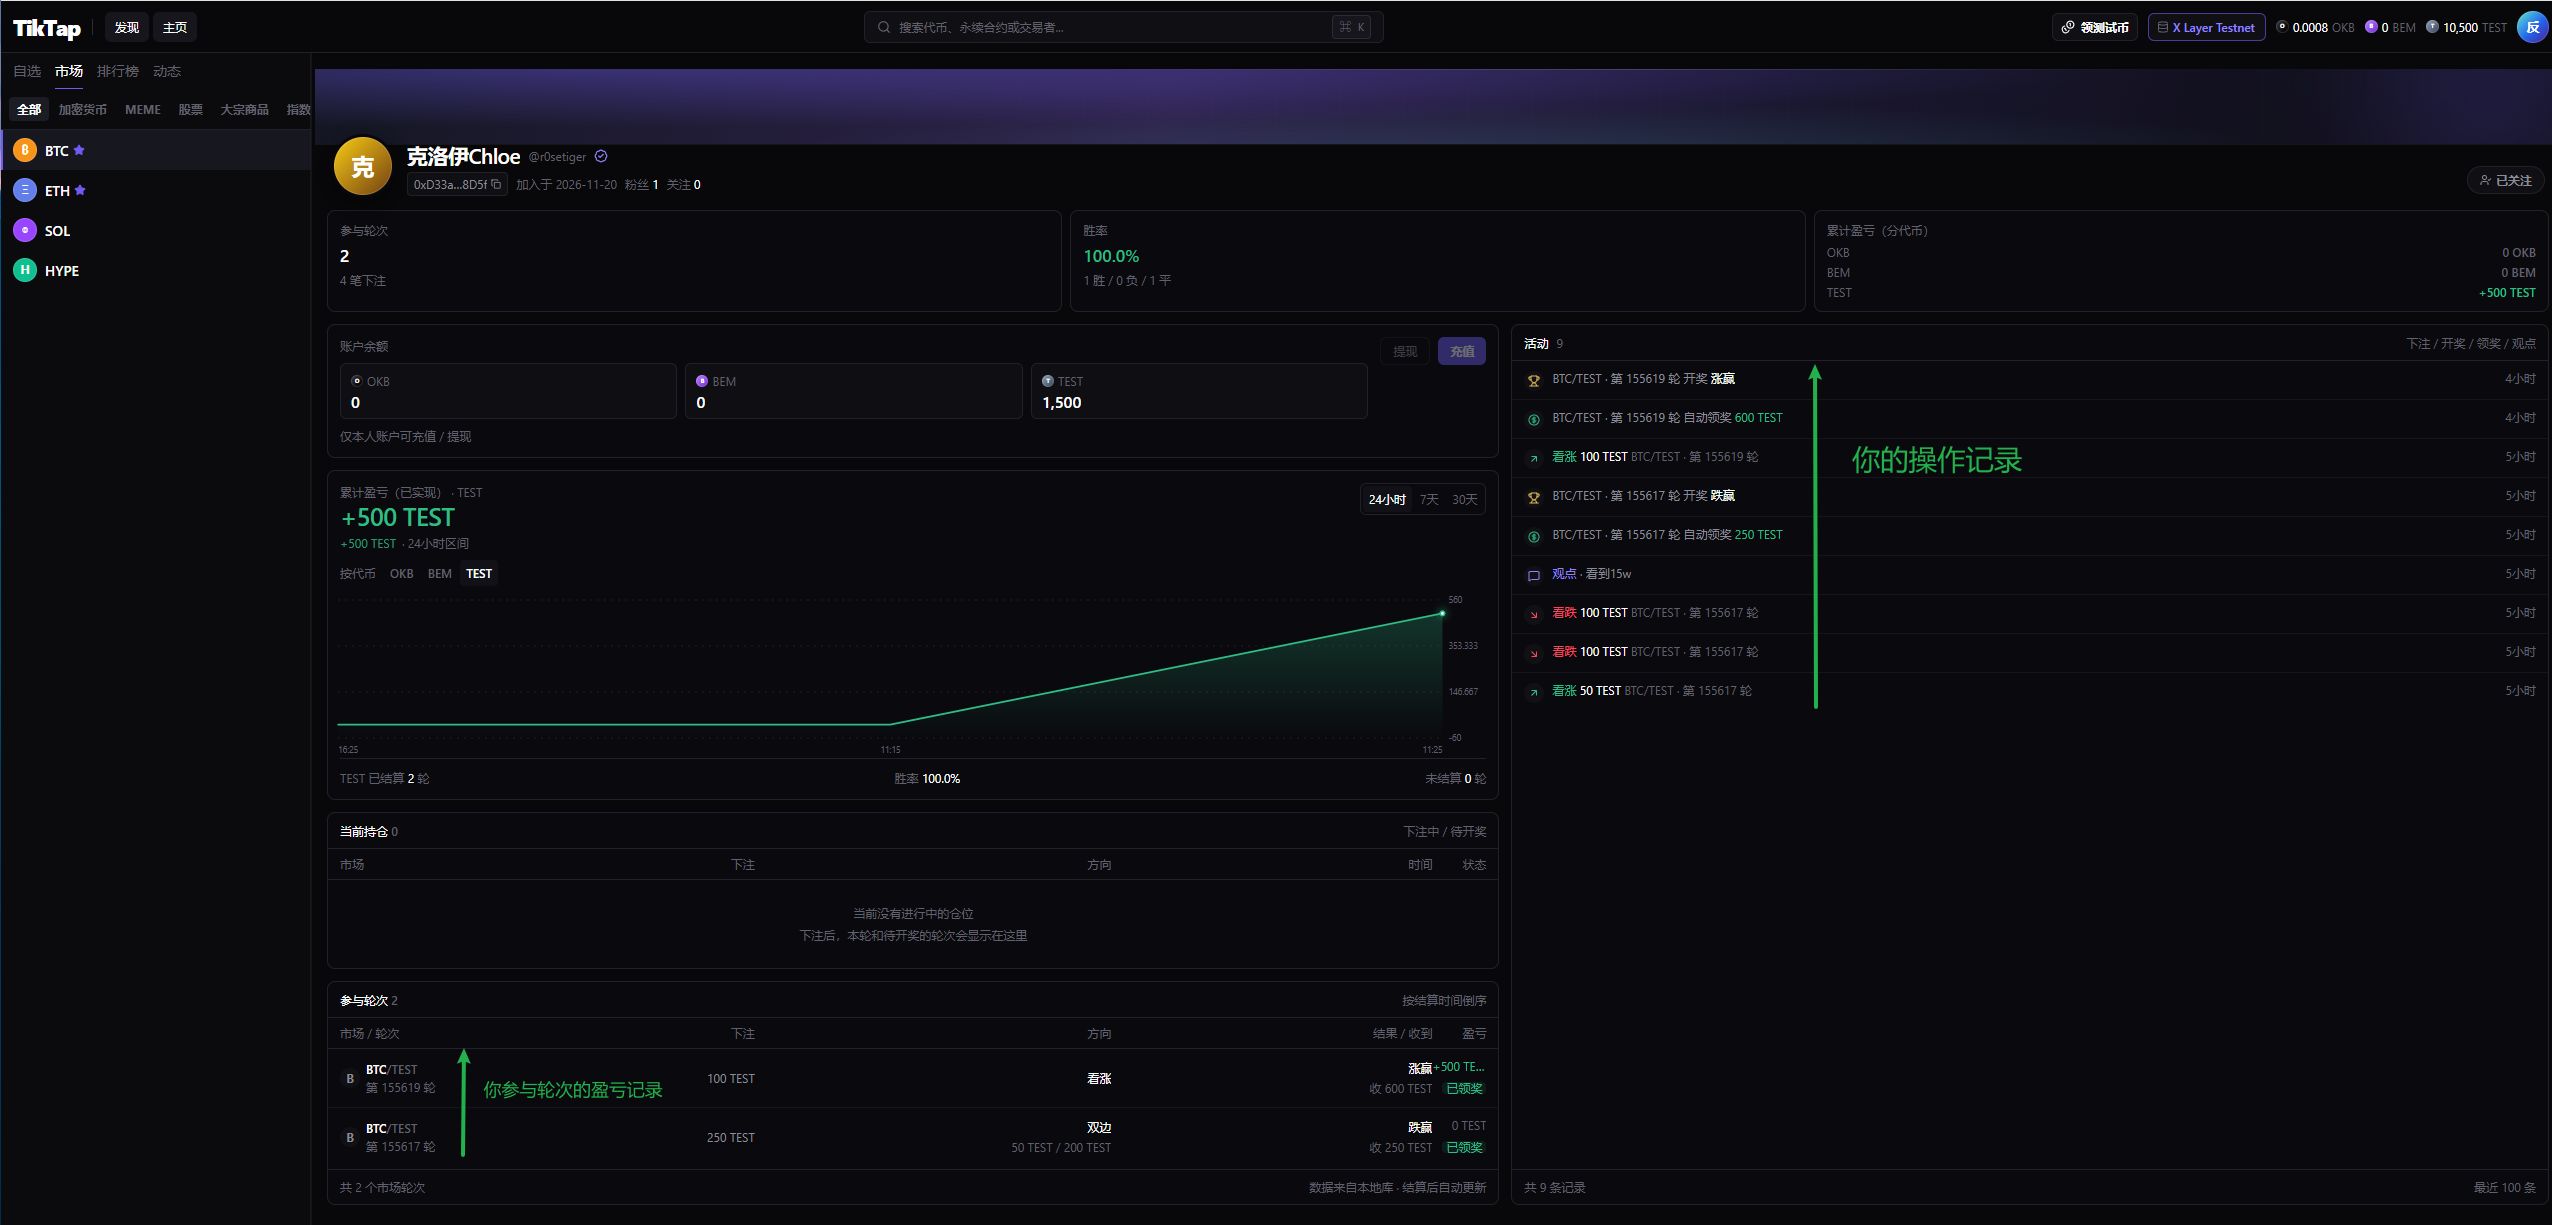 TikTap 发现 主页 搜索代币、永续合约或交易者... ⌘ K 领测试币 X Layer Testnet 0.0008 OKB 0 BEM 10,500 TEST 反
自选 市场 排行榜 动态
全部 加密货币 MEME 股票 大宗商品 指数
BTC
ETH
SOL
H HYPE
克
克洛伊Chloe @r0setiger
0xD33a...8D5f 加入于 2026-11-20 粉丝 1 关注 0
已关注
参与轮次
2
4 笔下注
胜率
100.0%
1 胜 / 0 负 / 1 平
累计盈亏（分代币）
OKB 0 OKB
BEM 0 BEM
TEST +500 TEST
账户余额
提现 充值
OKB
0
BEM
0
TEST
1,500
仅本人账户可充值 / 提现
累计盈亏（已实现） · TEST
+500 TEST
+500 TEST · 24小时区间
24小时 7天 30天
按代币 OKB BEM TEST
560
353.333
146.667
-60
16:25 11:15 11:25
TEST 已结算 2 轮 胜率 100.0% 未结算 0 轮
当前持仓 0 下注中 / 待开奖
市场 下注 方向 时间 状态
当前没有进行中的仓位
下注后，本轮和待开奖的轮次会显示在这里
参与轮次 2 按结算时间倒序
市场 / 轮次 下注 方向 结果 / 收到 盈亏
B BTC/TEST
第 155619 轮
100 TEST 看涨 涨赢 +500 TE...
收 600 TEST 已领奖
你参与轮次的盈亏记录
B BTC/TEST
第 155617 轮
250 TEST 双边 跌赢 0 TEST
50 TEST / 200 TEST 收 250 TEST 已领奖
共 2 个市场轮次 数据来自本地库 · 结算后自动更新
活动 9 下注 / 开奖 / 领奖 / 观点
BTC/TEST · 第 155619 轮 开奖 涨赢 4小时
BTC/TEST · 第 155619 轮 自动领奖 600 TEST 4小时
看涨 100 TEST BTC/TEST · 第 155619 轮 5小时
你的操作记录
BTC/TEST · 第 155617 轮 开奖 跌赢 5小时
BTC/TEST · 第 155617 轮 自动领奖 250 TEST 5小时
观点 · 看到15w 5小时
看跌 100 TEST BTC/TEST · 第 155617 轮 5小时
看跌 100 TEST BTC/TEST · 第 155617 轮 5小时
看涨 50 TEST BTC/TEST · 第 155617 轮 5小时
共 9 条记录 最近 100 条